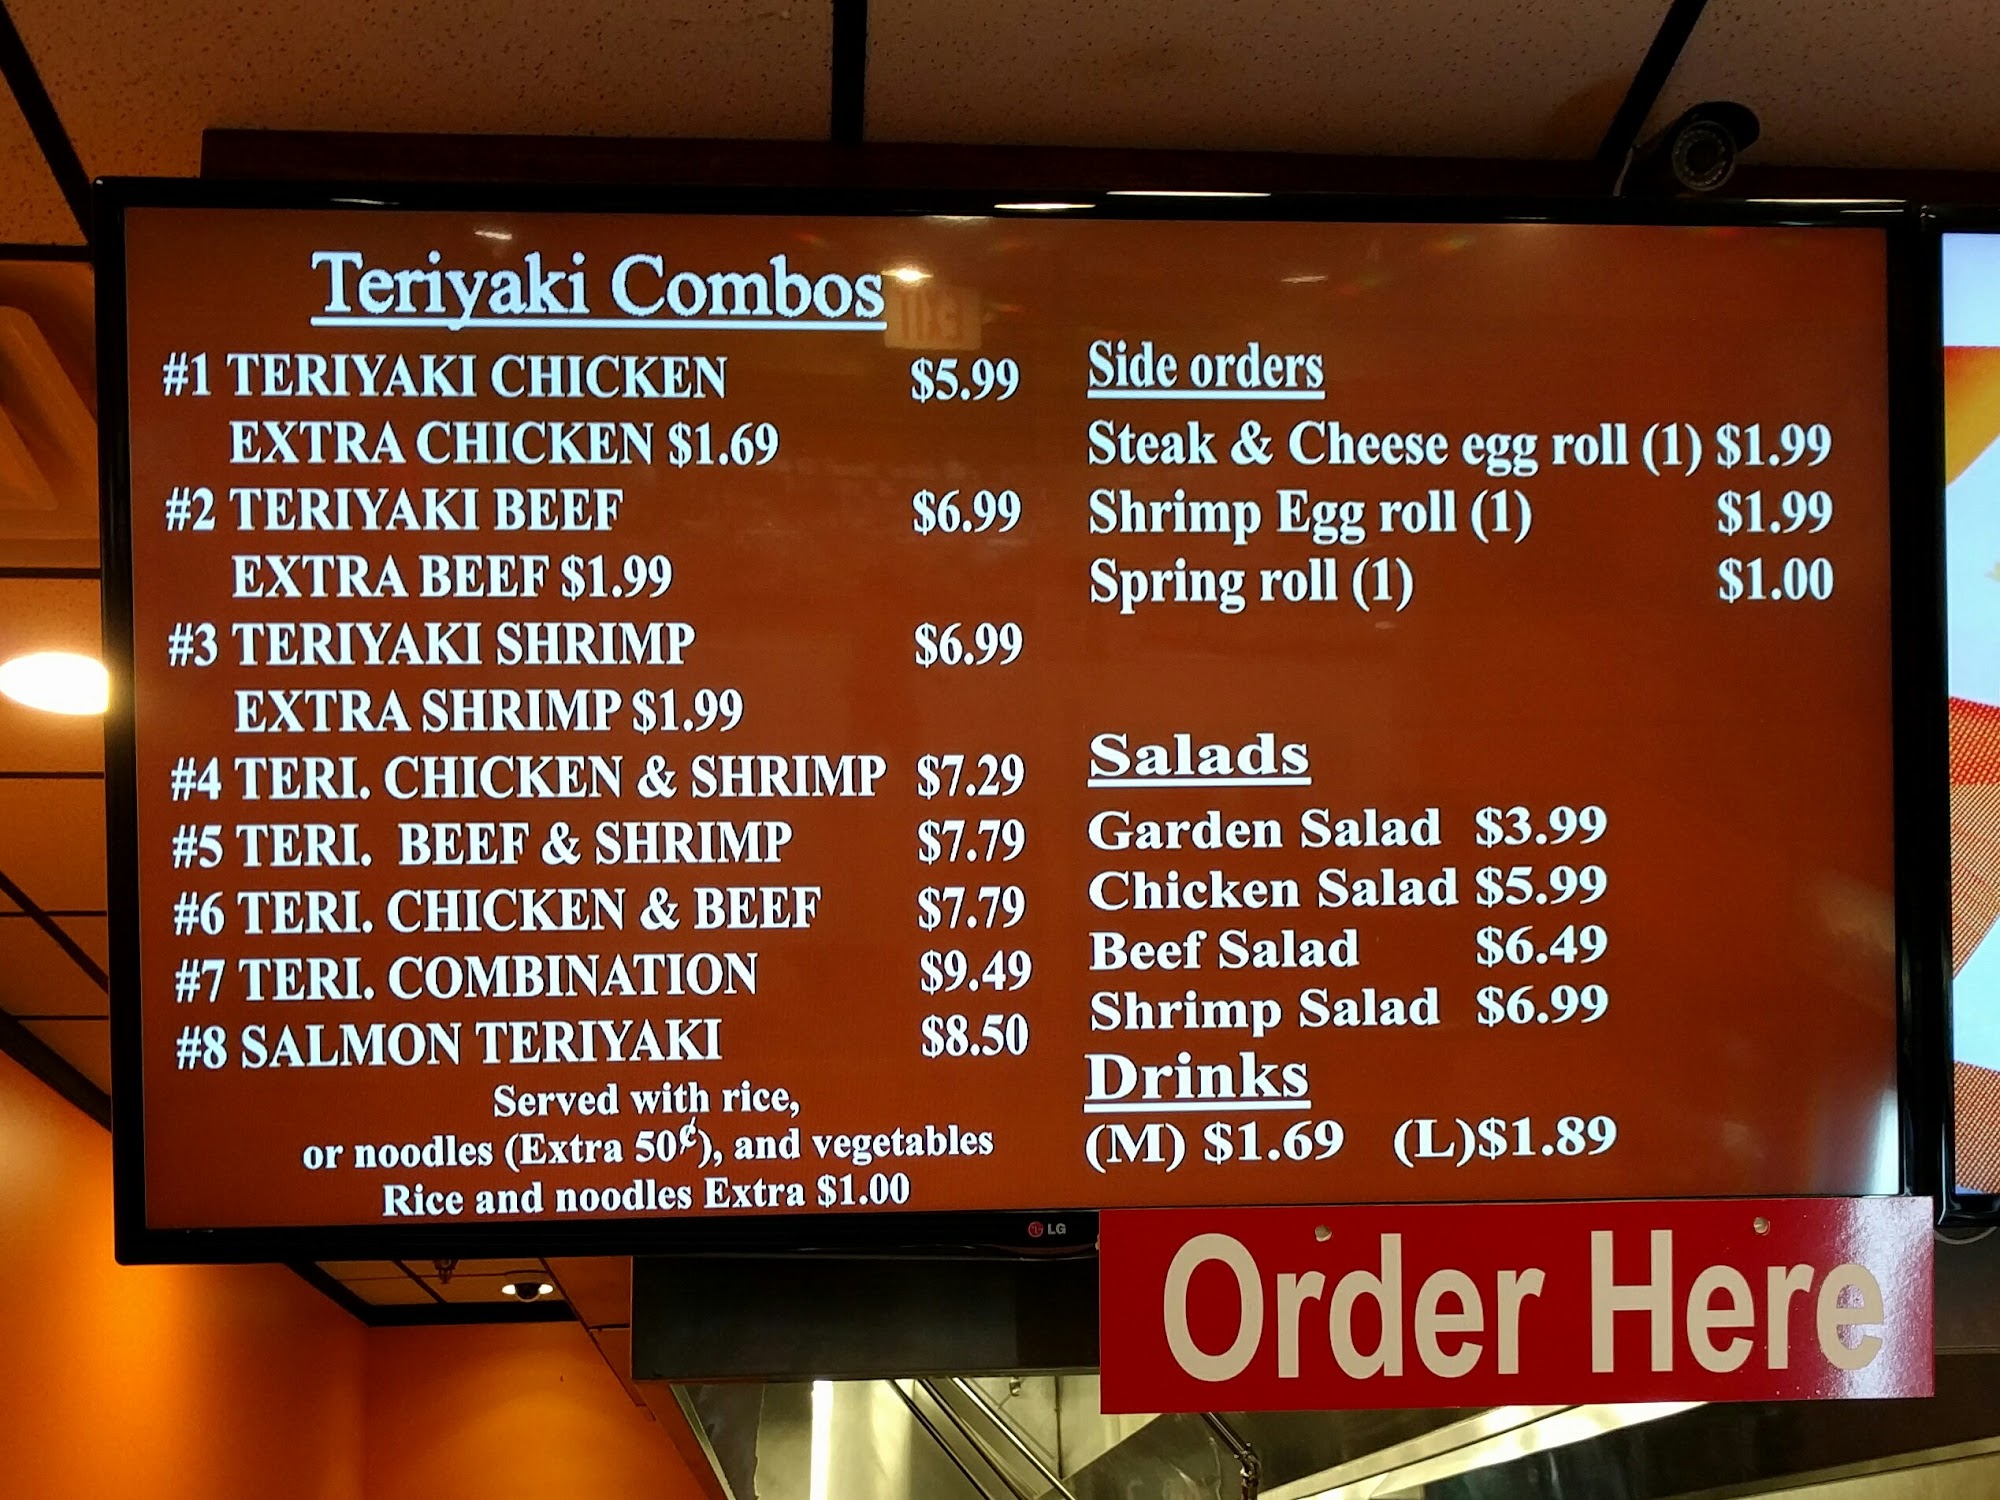 Teriyaki Combos
#1 TERIYAKI CHICKEN $5.99
EXTRA CHICKEN $1.69
#2 TERIYAKI BEEF $6.99
EXTRA BEEF $1.99
#3 TERIYAKI SHRIMP $6.99
EXTRA SHRIMP $1.99
#4 TERI. CHICKEN & SHRIMP $7.29
#5 TERI. BEEF & SHRIMP $7.79
#6 TERI. CHICKEN & BEEF $7.79
#7 TERI. COMBINATION $9.49
#8 SALMON TERIYAKI $8.50
Served with rice,
or noodles (Extra 50¢), and vegetables
Rice and noodles Extra $1.00
Side orders
Steak & Cheese egg roll (1) $1.99
Shrimp Egg roll (1) $1.99
Spring roll (1) $1.00
Salads
Garden Salad $3.99
Chicken Salad $5.99
Beef Salad $6.49
Shrimp Salad $6.99
Drinks
(M) $1.69 (L)$1.89
LG
Order Here